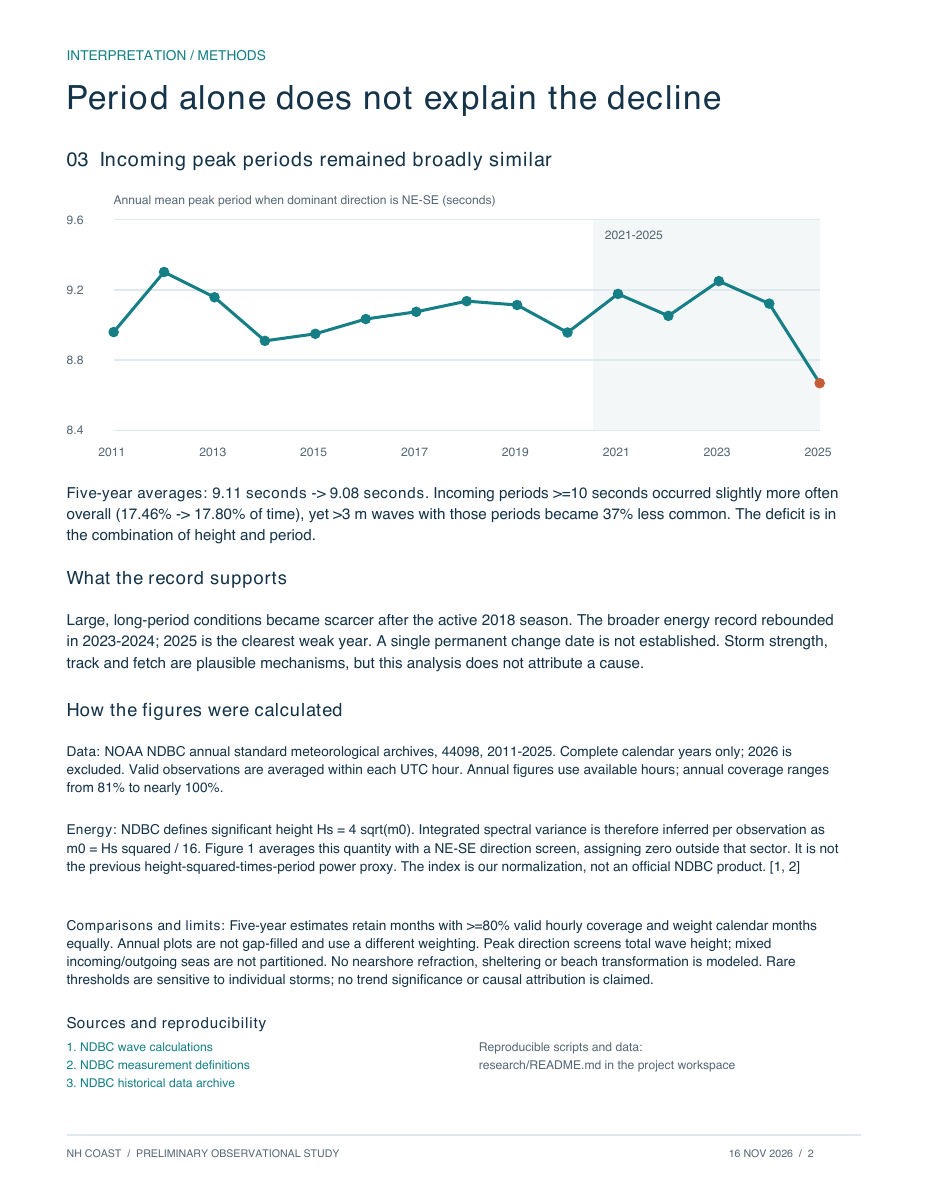 INTERPRETATION / METHODS
Period alone does not explain the decline
03 Incoming peak periods remained broadly similar
Annual mean peak period when dominant direction is NE-SE (seconds)
9.6
2021-2025
9.2
8.8
8.4
2011 2013 2015 2017 2019 2021 2023 2025
Five-year averages: 9.11 seconds -> 9.08 seconds. Incoming periods >=10 seconds occurred slightly more often
overall (17.46% -> 17.80% of time), yet >3 m waves with those periods became 37% less common. The deficit is in
the combination of height and period.
What the record supports
Large, long-period conditions became scarcer after the active 2018 season. The broader energy record rebounded
in 2023-2024; 2025 is the clearest weak year. A single permanent change date is not established. Storm strength,
track and fetch are plausible mechanisms, but this analysis does not attribute a cause.
How the figures were calculated
Data: NOAA NDBC annual standard meteorological archives, 44098, 2011-2025. Complete calendar years only; 2026 is
excluded. Valid observations are averaged within each UTC hour. Annual figures use available hours; annual coverage ranges
from 81% to nearly 100%.
Energy: NDBC defines significant height Hs = 4 sqrt(m0). Integrated spectral variance is therefore inferred per observation as
m0 = Hs squared / 16. Figure 1 averages this quantity with a NE-SE direction screen, assigning zero outside that sector. It is not
the previous height-squared-times-period power proxy. The index is our normalization, not an official NDBC product. [1, 2]
Comparisons and limits: Five-year estimates retain months with >=80% valid hourly coverage and weight calendar months
equally. Annual plots are not gap-filled and use a different weighting. Peak direction screens total wave height; mixed
incoming/outgoing seas are not partitioned. No nearshore refraction, sheltering or beach transformation is modeled. Rare
thresholds are sensitive to individual storms; no trend significance or causal attribution is claimed.
Sources and reproducibility
1. NDBC wave calculations
2. NDBC measurement definitions
3. NDBC historical data archive
Reproducible scripts and data:
research/README.md in the project workspace
NH COAST / PRELIMINARY OBSERVATIONAL STUDY
16 NOV 2026 / 2